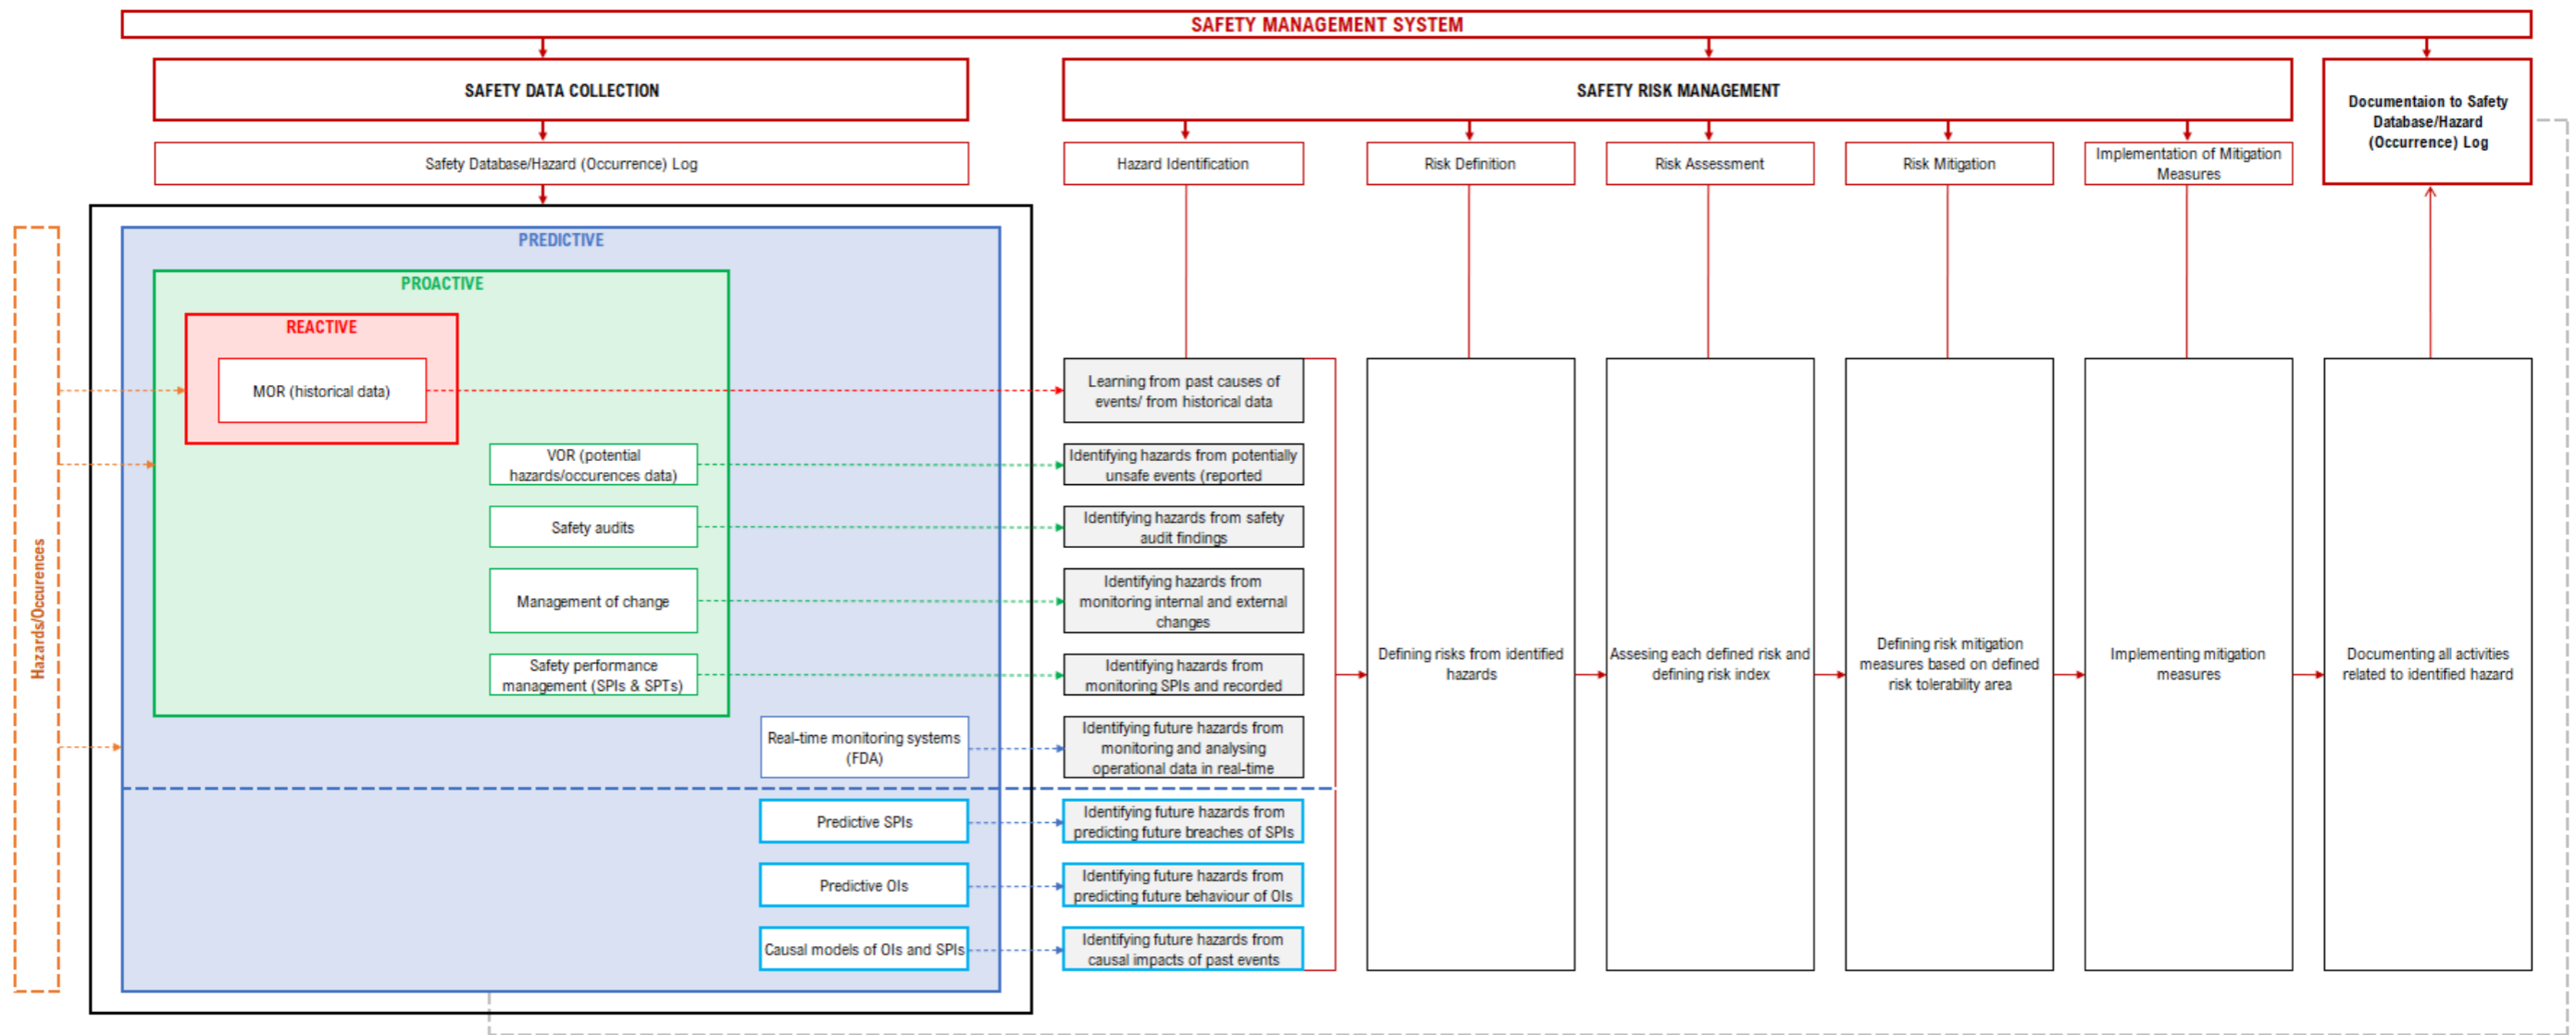 SAFETY MANAGEMENT SYSTEM
SAFETY DATA COLLECTION
SAFETY RISK MANAGEMENT
Documentaion to Safety
Database/Hazard
(Occurrence) Log
Safety Database/Hazard (Occurrence) Log
Hazard Identification
Risk Definition
Risk Assessment
Risk Mitigation
Implementation of Mitigation
Measures
Hazards/Occurences
PREDICTIVE
PROACTIVE
REACTIVE
MOR (historical data)
Learning from past causes of
events/ from historical data
VOR (potential
hazards/occurences data)
Identifying hazards from potentially
unsafe events (reported
Safety audits
Identifying hazards from safety
audit findings
Management of change
Identifying hazards from
monitoring internal and external
changes
Safety performance
management (SPIs & SPTs)
Identifying hazards from
monitoring SPIs and recorded
Real-time monitoring systems
(FDA)
Identifying future hazards from
monitoring and analysing
operational data in real-time
Predictive SPIs
Identifying future hazards from
predicting future breaches of SPIs
Predictive OIs
Identifying future hazards from
predicting future behaviour of OIs
Causal models of OIs and SPIs
Identifying future hazards from
causal impacts of past events
Defining risks from identified
hazards
Assesing each defined risk and
defining risk index
Defining risk mitigation
measures based on defined
risk tolerability area
Implementing mitigation
measures
Documenting all activities
related to identified hazard